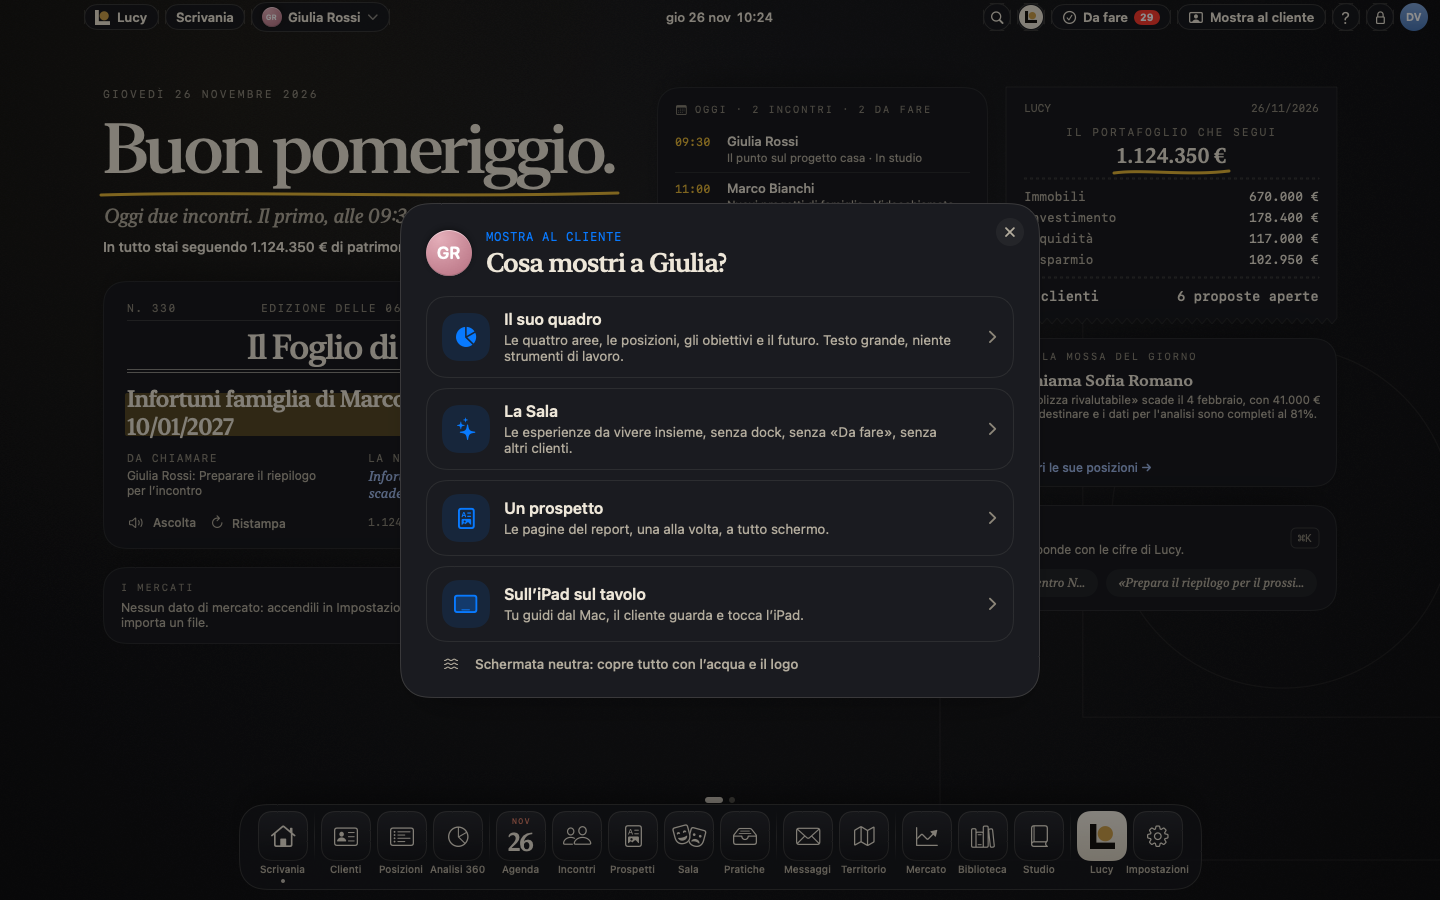 Lucy
Scrivania
GR Giulia Rossi
gio 26 nov 10:24
Da fare 29
Mostra al cliente
?
DV
GIOVEDÌ 26 NOVEMBRE 2026
Buon pomeriggio.
Oggi due incontri. Il primo, alle 09:3
In tutto stai seguendo 1.124.350 € di patrimon
OGGI · 2 INCONTRI · 2 DA FARE
09:30 Giulia Rossi
Il punto sul progetto casa · In studio
11:00 Marco Bianchi
LUCY 26/11/2026
IL PORTAFOGLIO CHE SEGUI
1.124.350 €
Immobili 670.000 €
vestimento 178.400 €
quidità 117.000 €
sparmio 102.950 €
clienti 6 proposte aperte
N. 330 EDIZIONE DELLE 06
Il Foglio di
Infortuni famiglia di Marco
10/01/2027
DA CHIAMARE
Giulia Rossi: Preparare il riepilogo
per l'incontro
LA N
Infor
scade
Ascolta
Ristampa
1.124
I MERCATI
Nessun dato di mercato: accendili in Impostazio
importa un file.
MOSTRA AL CLIENTE
GR
Cosa mostri a Giulia?
Il suo quadro
Le quattro aree, le posizioni, gli obiettivi e il futuro. Testo grande, niente
strumenti di lavoro.
La Sala
Le esperienze da vivere insieme, senza dock, senza «Da fare», senza
altri clienti.
Un prospetto
Le pagine del report, una alla volta, a tutto schermo.
Sull'iPad sul tavolo
Tu guidi dal Mac, il cliente guarda e tocca l'iPad.
Schermata neutra: copre tutto con l'acqua e il logo
LA MOSSA DEL GIORNO
iama Sofia Romano
olizza rivalutabile» scade il 4 febbraio, con 41.000 €
destinare e i dati per l'analisi sono completi al 81%.
ri le sue posizioni →
⌘K
onde con le cifre di Lucy.
entro N...
«Prepara il riepilogo per il prossi...
NOV
26
Scrivania
Clienti
Posizioni
Analisi 360
Agenda
Incontri
Prospetti
Sala
Pratiche
Messaggi
Territorio
Mercato
Biblioteca
Studio
Lucy
Impostazioni